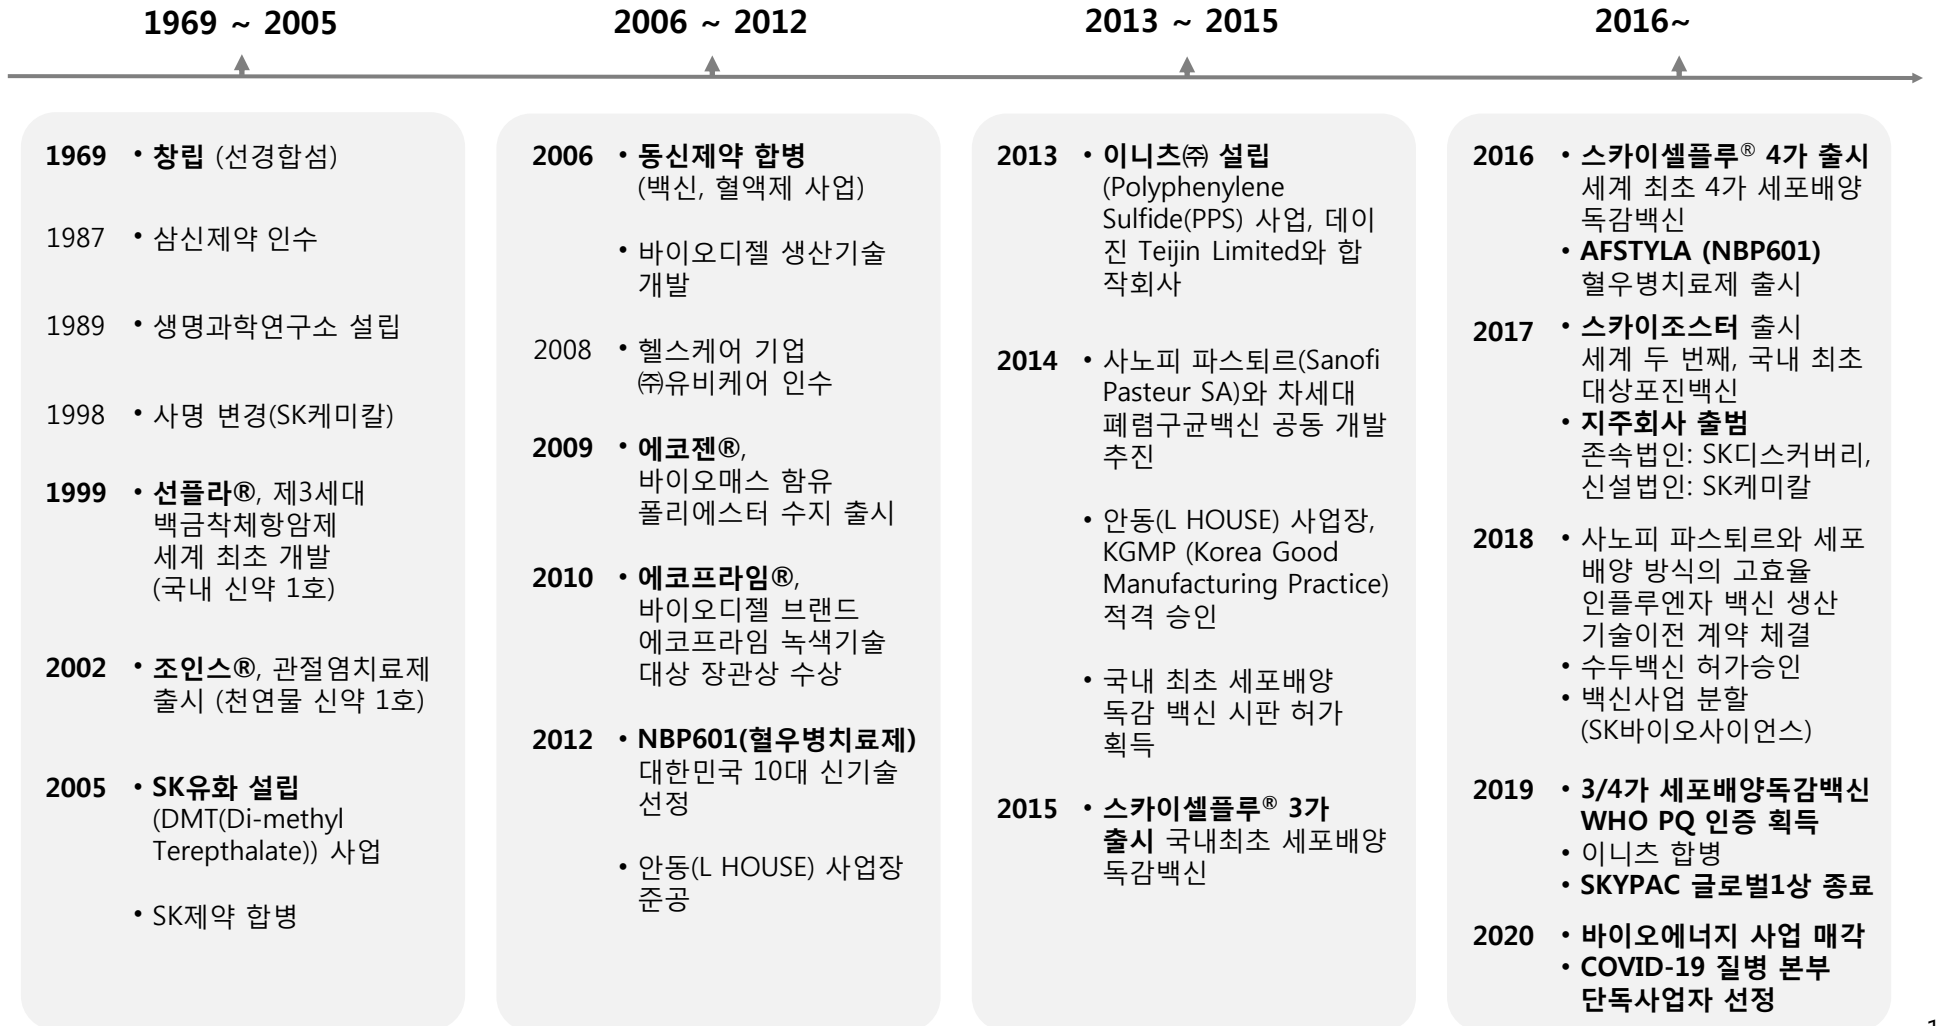 1969 ~ 2005
2006 ~ 2012
2013 ~ 2015
2016~
1969 • 창립 (선경합섬)
1987 • 삼신제약 인수
1989 • 생명과학연구소 설립
1998 • 사명 변경(SK케미칼)
1999 • 선플라®, 제3세대
백금착체항암제
세계 최초 개발
(국내 신약 1호)
2002 • 조인스®, 관절염치료제
출시 (천연물 신약 1호)
2005 • SK유화 설립
(DMT(Di-methyl
Terepthalate)) 사업
• SK제약 합병
2006 • 동신제약 합병
(백신, 혈액제 사업)
• 바이오디젤 생산기술
개발
2008 • 헬스케어 기업
㈜유비케어 인수
2009 • 에코젠®,
바이오매스 함유
폴리에스터 수지 출시
2010 • 에코프라임®,
바이오디젤 브랜드
에코프라임 녹색기술
대상 장관상 수상
2012 • NBP601(혈우병치료제)
대한민국 10대 신기술
선정
• 안동(L HOUSE) 사업장
준공
2013 • 이니츠㈜ 설립
(Polyphenylene
Sulfide(PPS) 사업, 데이
진 Teijin Limited와 합
작회사
2014 • 사노피 파스퇴르(Sanofi
Pasteur SA)와 차세대
폐렴구균백신 공동 개발
추진
• 안동(L HOUSE) 사업장,
KGMP (Korea Good
Manufacturing Practice)
적격 승인
• 국내 최초 세포배양
독감 백신 시판 허가
획득
2015 • 스카이셀플루® 3가
출시 국내최초 세포배양
독감백신
2016 • 스카이셀플루® 4가 출시
세계 최초 4가 세포배양
독감백신
• AFSTYLA (NBP601)
혈우병치료제 출시
2017 • 스카이조스터 출시
세계 두 번째, 국내 최초
대상포진백신
• 지주회사 출범
존속법인: SK디스커버리,
신설법인: SK케미칼
2018 • 사노피 파스퇴르와 세포
배양 방식의 고효율
인플루엔자 백신 생산
기술이전 계약 체결
• 수두백신 허가승인
• 백신사업 분할
(SK바이오사이언스)
2019 • 3/4가 세포배양독감백신
WHO PQ 인증 획득
• 이니츠 합병
• SKYPAC 글로벌1상 종료
2020 • 바이오에너지 사업 매각
• COVID-19 질병 본부
단독사업자 선정